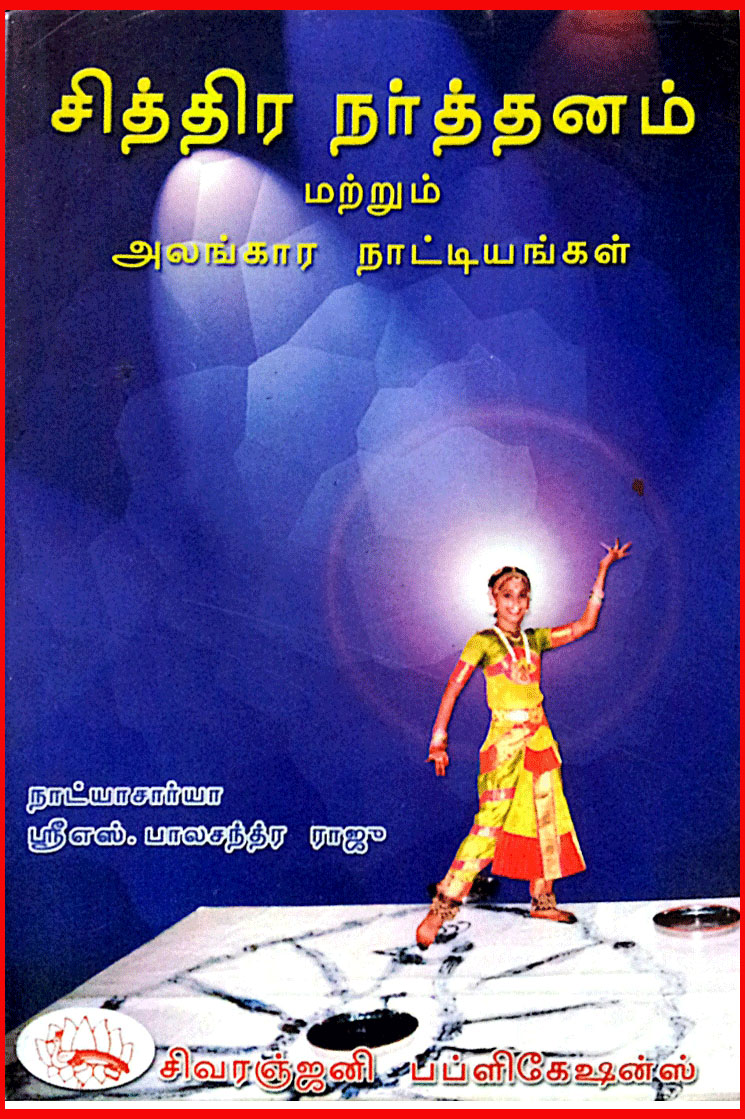 சித்திர நர்த்தனம்
மற்றும்
அலங்கார நாட்டியங்கள்
நாட்யாசார்யா
ஸ்ரீ எஸ். பாலசந்த்ர ராஜு
சிவரஞ்ஜனி பப்ளிகேஷன்ஸ்